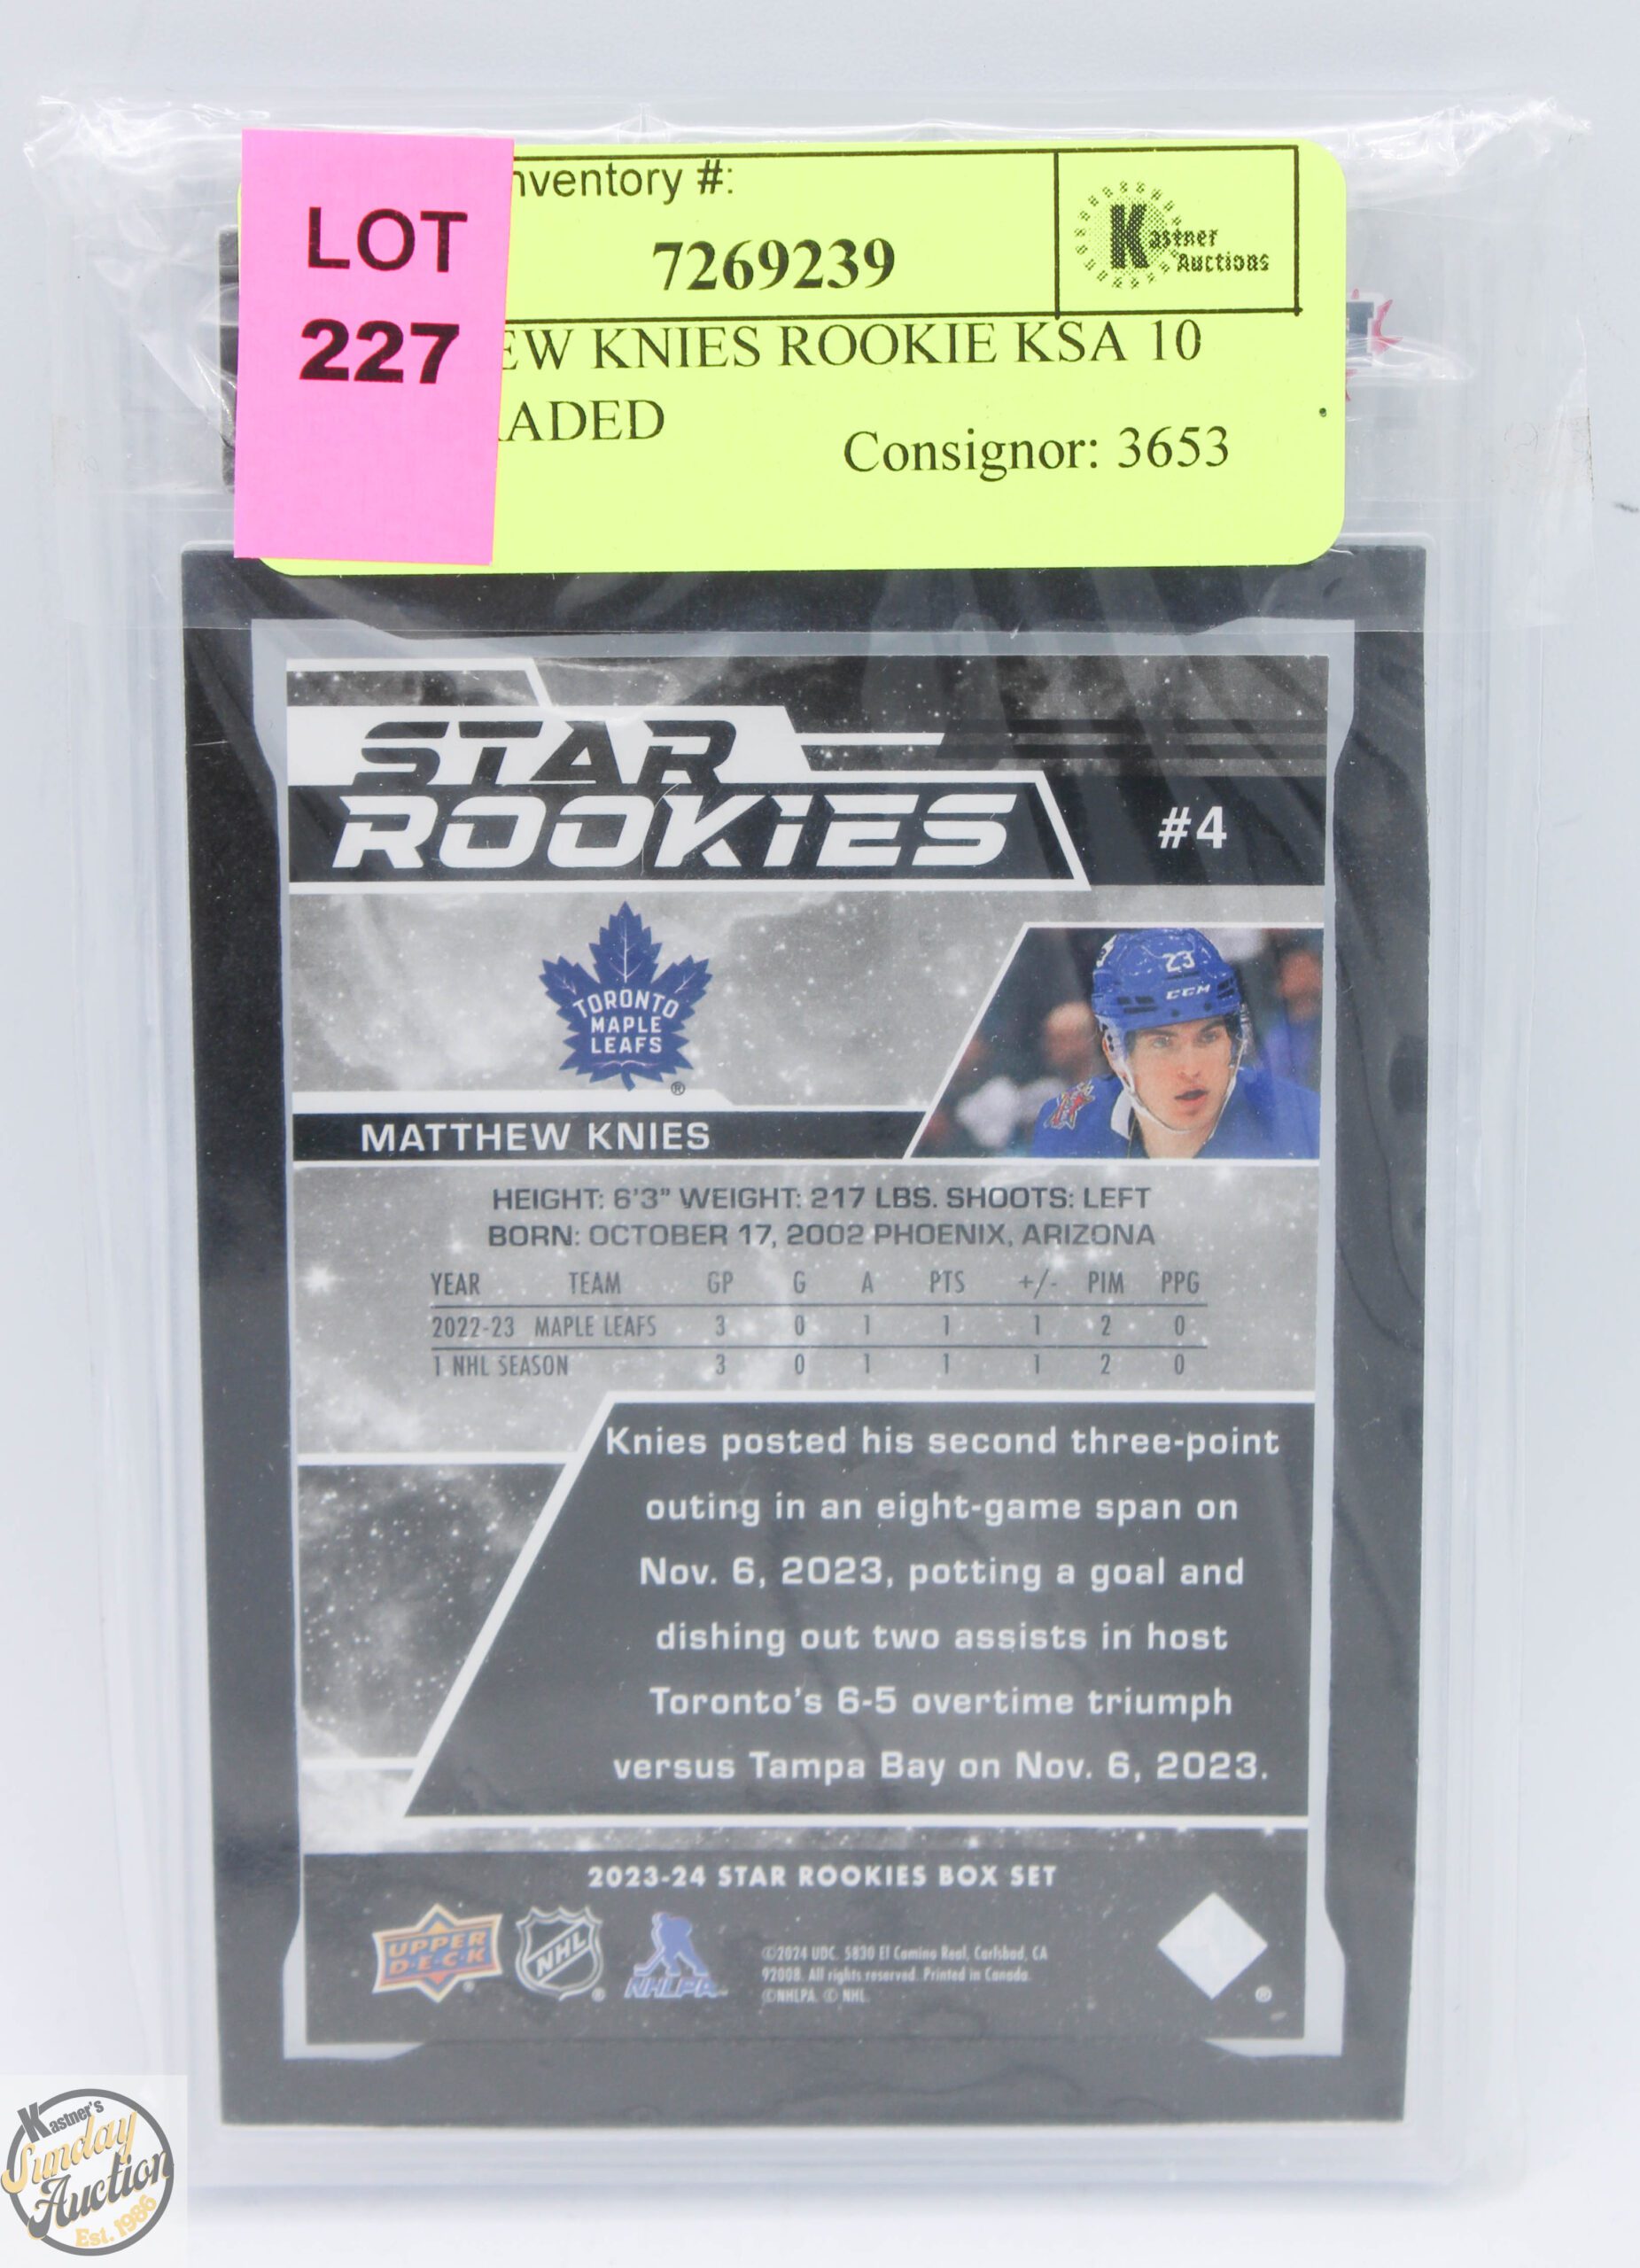 LOT
227
nventory #:
7269239
Kastner
Auctions
EW KNIES ROOKIE KSA 10
ADED
Consignor: 3653
STAR
ROOKIES
#4
TORONTO
MAPLE
LEAFS
®
23
CCM
MATTHEW KNIES
HEIGHT: 6'3" WEIGHT: 217 LBS. SHOOTS: LEFT
BORN: OCTOBER 17, 2002 PHOENIX, ARIZONA
YEAR TEAM GP G A PTS +/- PIM PPG
2022-23 MAPLE LEAFS 3 0 1 1 1 2 0
1 NHL SEASON 3 0 1 1 1 2 0
Knies posted his second three-point
outing in an eight-game span on
Nov. 6, 2023, potting a goal and
dishing out two assists in host
Toronto's 6-5 overtime triumph
versus Tampa Bay on Nov. 6, 2023.
2023-24 STAR ROOKIES BOX SET
UPPER
D·E·C·K
®
NHL
®
NHLPA
©2024 UDC. 5830 El Camino Real, Carlsbad, CA
92008. All rights reserved. Printed in Canada.
©NHLPA. © NHL.
®
Kastner's
Sunday
Auction
Est. 1986